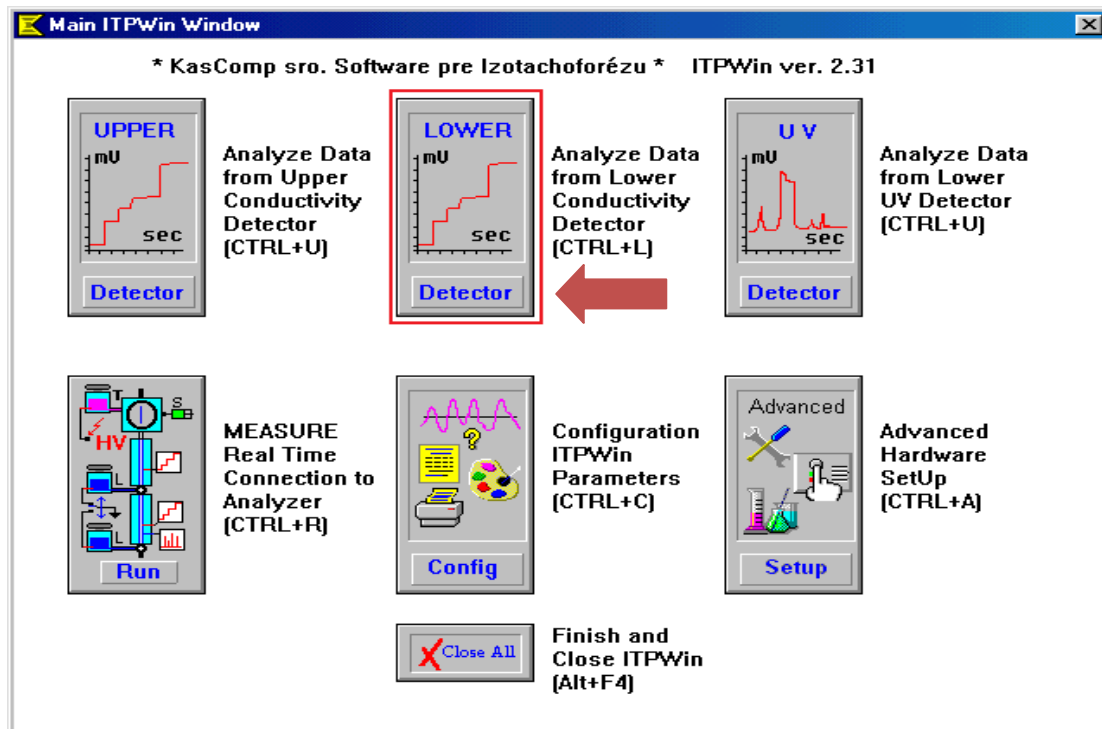 Main ITPWin Window
* KasComp sro. Software pre Izotachoforézu * ITPWin ver. 2.31
UPPER
mV
sec
Detector
Analyze Data
from Upper
Conductivity
Detector
(CTRL+U)
LOWER
mV
sec
Detector
Analyze Data
from Lower
Conductivity
Detector
(CTRL+L)
U V
mV
sec
Detector
Analyze Data
from Lower
UV Detector
(CTRL+U)
T
S
HV
L
L
Run
MEASURE
Real Time
Connection to
Analyzer
(CTRL+R)
?
Config
Configuration
ITPWin
Parameters
(CTRL+C)
Advanced
Setup
Advanced
Hardware
SetUp
(CTRL+A)
Close All
Finish and
Close ITPWin
(Alt+F4)